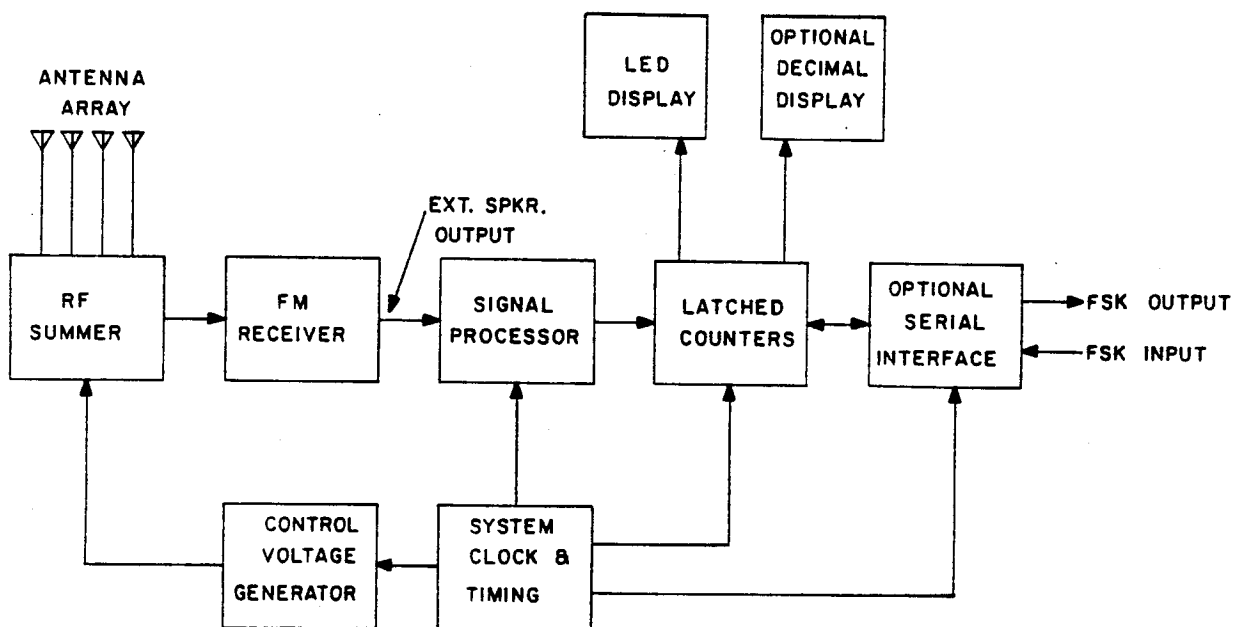 ANTENNA
ARRAY
LED
DISPLAY
OPTIONAL
DECIMAL
DISPLAY
EXT. SPKR.
OUTPUT
RF
SUMMER
FM
RECEIVER
SIGNAL
PROCESSOR
LATCHED
COUNTERS
OPTIONAL
SERIAL
INTERFACE
FSK OUTPUT
FSK INPUT
CONTROL
VOLTAGE
GENERATOR
SYSTEM
CLOCK &
TIMING